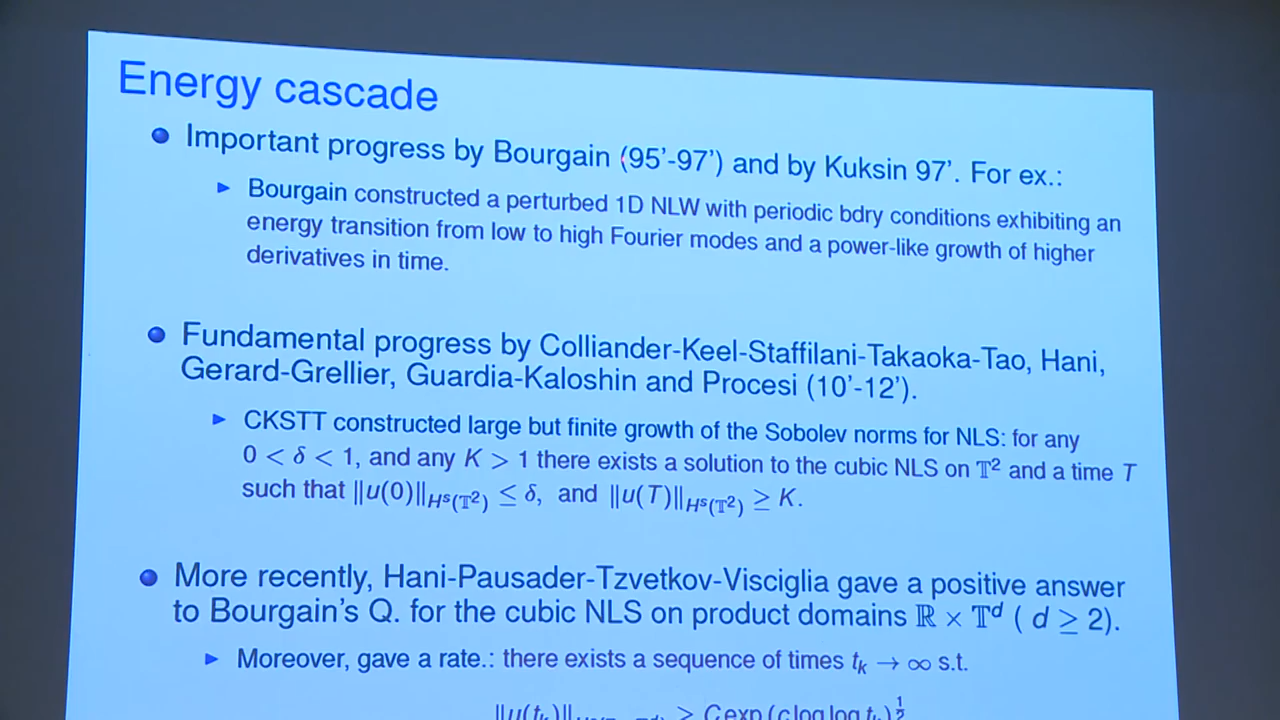 Energy cascade
Important progress by Bourgain (95'-97') and by Kuksin 97'. For ex.:
Bourgain constructed a perturbed 1D NLW with periodic bdry conditions exhibiting an
energy transition from low to high Fourier modes and a power-like growth of higher
derivatives in time.
Fundamental progress by Colliander-Keel-Staffilani-Takaoka-Tao, Hani,
Gerard-Grellier, Guardia-Kaloshin and Procesi (10'-12').
CKSTT constructed large but finite growth of the Sobolev norms for NLS: for any
0 < δ < 1, and any K > 1 there exists a solution to the cubic NLS on 𝕋² and a time T
such that ‖u(0)‖_{H^s(𝕋²)} ≤ δ, and ‖u(T)‖_{H^s(𝕋²)} ≥ K.
More recently, Hani-Pausader-Tzvetkov-Visciglia gave a positive answer
to Bourgain's Q. for the cubic NLS on product domains ℝ × 𝕋^d ( d ≥ 2).
Moreover, gave a rate.: there exists a sequence of times t_k → ∞ s.t.